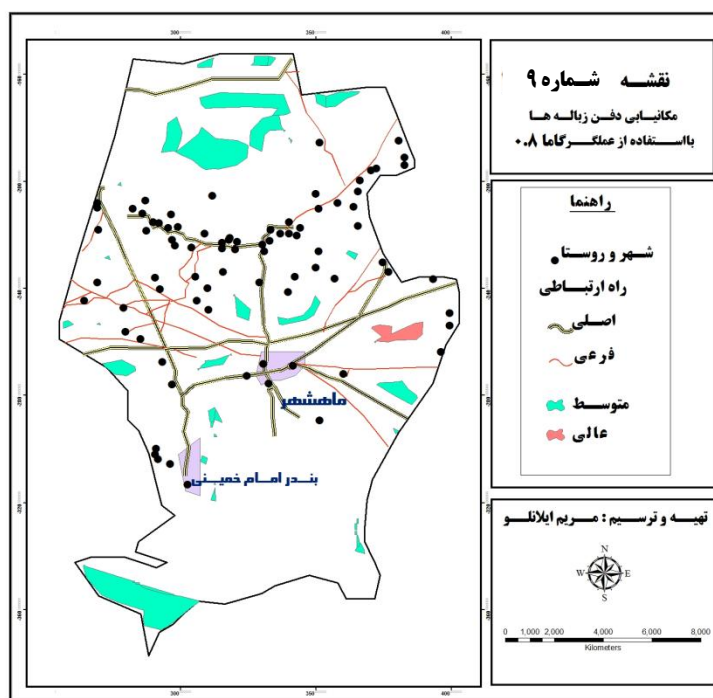 نقشه شماره ۹
مکانیابی دفن زباله ها
بااستفاده از عملگرگاما ۰.۸
راهنما
شهر و روستا
راه ارتباطی
اصلی
فرعی
متوسط
عالی
ماهشهر
بندر امام خمینی
تهیه و ترسیم : مریم ایلانلو
N
W E
S
0 1,000 2,000 4,000 6,000 8,000
Kilometers